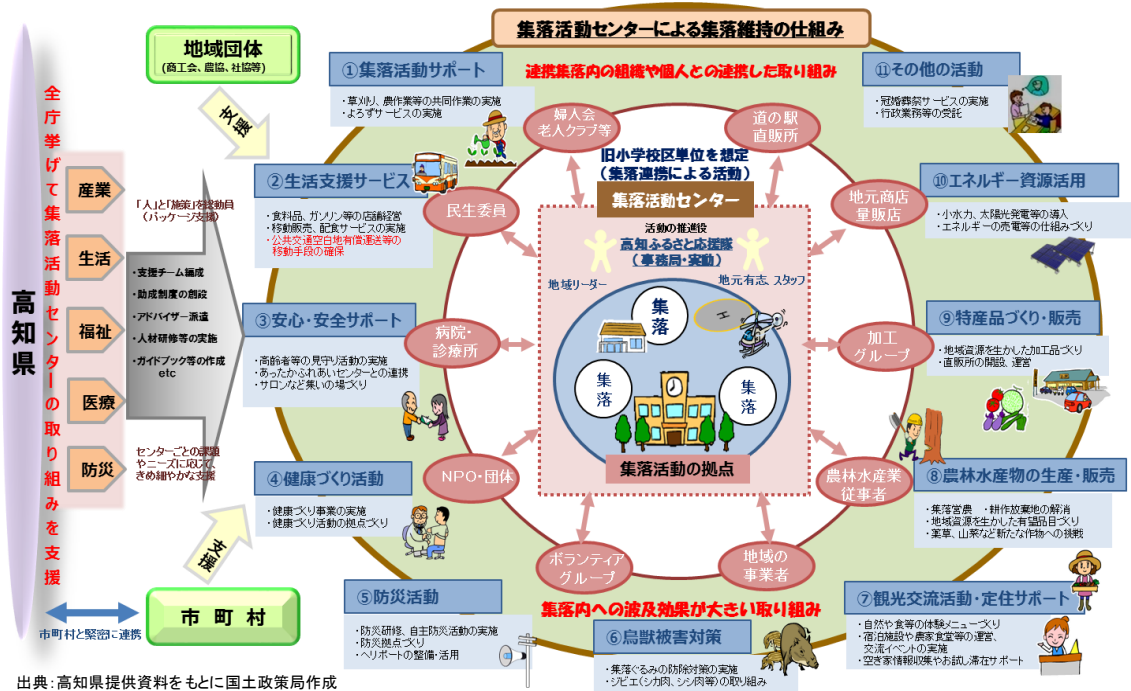 集落活動センターによる集落維持の仕組み
連携集落内の組織や個人との連携した取り組み
高知県
全庁挙げて集落活動センターの取り組みを支援
地域団体
(商工会、農協、社協等)
支援
産業
生活
福祉
医療
防災
「人」と「施策」を総動員
(パッケージ支援)
・支援チーム編成
・助成制度の創設
・アドバイザー派遣
・人材研修等の実施
・ガイドブック等の作成
etc
センターごとの課題
やニーズに応じて、
きめ細やかな支援
支援
市町村
市町村と緊密に連携
①集落活動サポート
・草刈り、農作業等の共同作業の実施
・よろずサービスの実施
②生活支援サービス
・食料品、ガソリン等の店舗経営
・移動販売、配食サービスの実施
・公共交通空白地有償運送等の
移動手段の確保
③安心・安全サポート
・高齢者等の見守り活動の実施
・あったかふれあいセンターとの連携
・サロンなど集いの場づくり
④健康づくり活動
・健康づくり事業の実施
・健康づくり活動の拠点づくり
⑤防災活動
・防災研修、自主防災活動の実施
・防災拠点づくり
・ヘリポートの整備・活用
⑥鳥獣被害対策
・集落ぐるみの防除対策の実施
・ジビエ(シカ肉、シシ肉等)の取り組み
⑦観光交流活動・定住サポート
・自然や食等の体験メニューづくり
・宿泊施設や農家食堂等の運営、
交流イベントの実施
・空き家情報収集やお試し滞在サポート
⑧農林水産物の生産・販売
・集落営農 ・耕作放棄地の解消
・地域資源を生かした有望品目づくり
・薬草、山菜など新たな作物への挑戦
⑨特産品づくり・販売
・地域資源を生かした加工品づくり
・直販所の開設、運営
⑩エネルギー資源活用
・小水力、太陽光発電等の導入
・エネルギーの売電等の仕組みづくり
⑪その他の活動
・冠婚葬祭サービスの実施
・行政業務等の受託
婦人会
老人クラブ等
道の駅
直販所
民生委員
地元商店
量販店
病院・
診療所
加工
グループ
NPO・団体
農林水産業
従事者
ボランティア
グループ
地域の
事業者
旧小学校区単位を想定
(集落連携による活動)
集落活動センター
活動の推進役
高知ふるさと応援隊
(事務局・実動)
地域リーダー
地元有志、スタッフ
集落
H
集落
集落
集落活動の拠点
集落内への波及効果が大きい取り組み
出典:高知県提供資料をもとに国土政策局作成